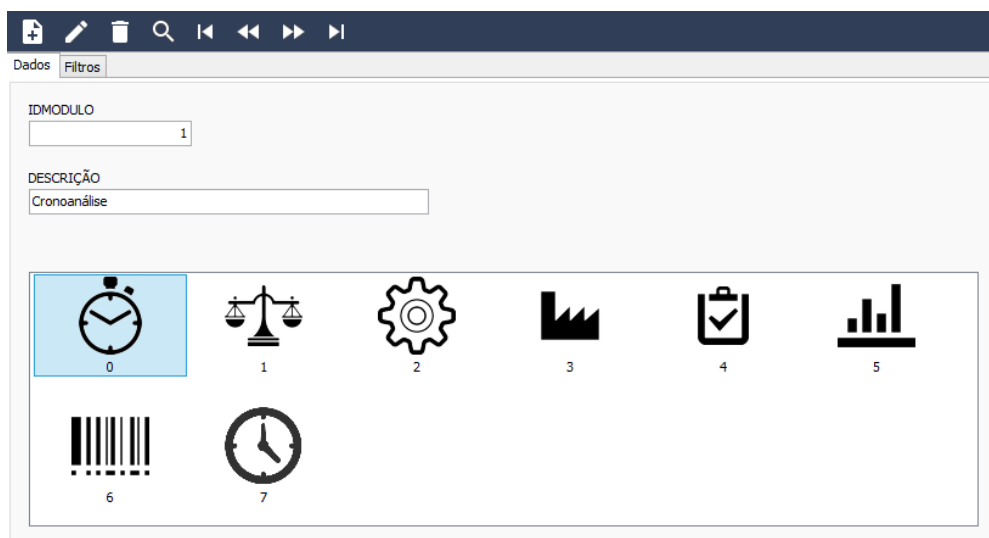 Dados Filtros
IDMODULO
1
DESCRIÇÃO
Cronoanálise
0 1 2 3 4 5
6 7